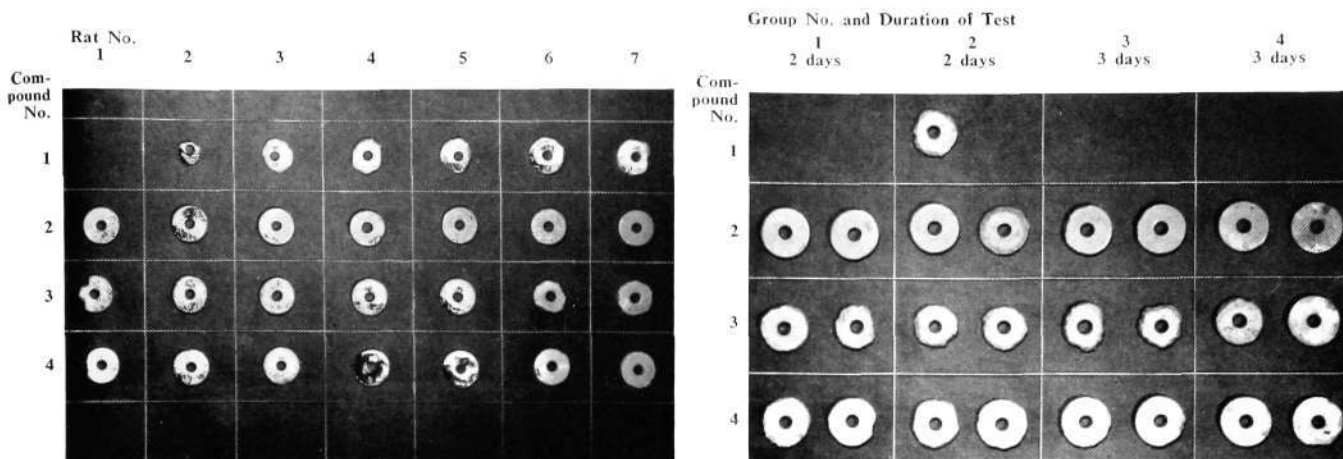 Rat No.
1 2 3 4 5 6 7
Com-
pound
No.
1
2
3
4
Group No. and Duration of Test
1 2 3 4
2 days 2 days 3 days 3 days
Com-
pound
No.
1
2
3
4